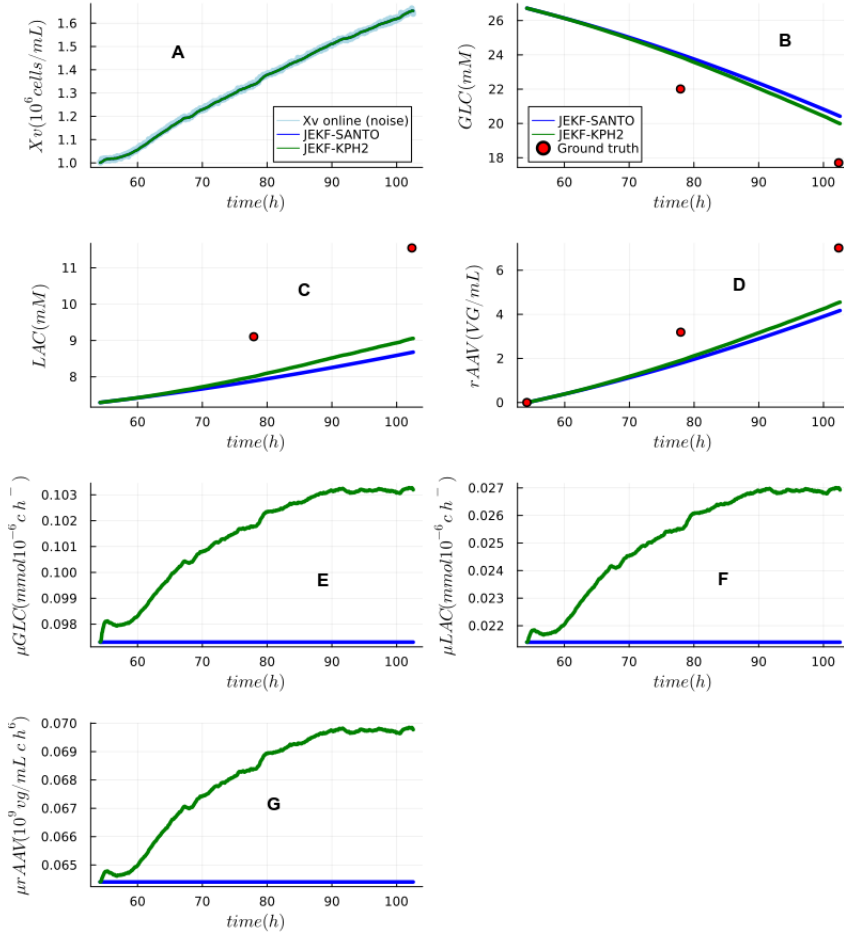 1.6
1.5
1.4
1.3
1.2
1.1
1.0
Xv(10^6 cells/mL)
A
Xv online (noise)
JEKF-SANTO
JEKF-KPH2
60 70 80 90 100
time(h)
26
24
22
20
18
GLC(mM)
B
JEKF-SANTO
JEKF-KPH2
Ground truth
60 70 80 90 100
time(h)
11
10
9
8
LAC(mM)
C
60 70 80 90 100
time(h)
6
4
2
0
rAAV(VG/mL)
D
60 70 80 90 100
time(h)
0.103
0.102
0.101
0.100
0.099
0.098
μGLC(mmol10^-6 c h^-)
E
60 70 80 90 100
time(h)
0.027
0.026
0.025
0.024
0.023
0.022
μLAC(mmol10^-6 c h^-)
F
60 70 80 90 100
time(h)
0.070
0.069
0.068
0.067
0.066
0.065
μrAAV(10^9 vg/mL c h^6)
G
60 70 80 90 100
time(h)